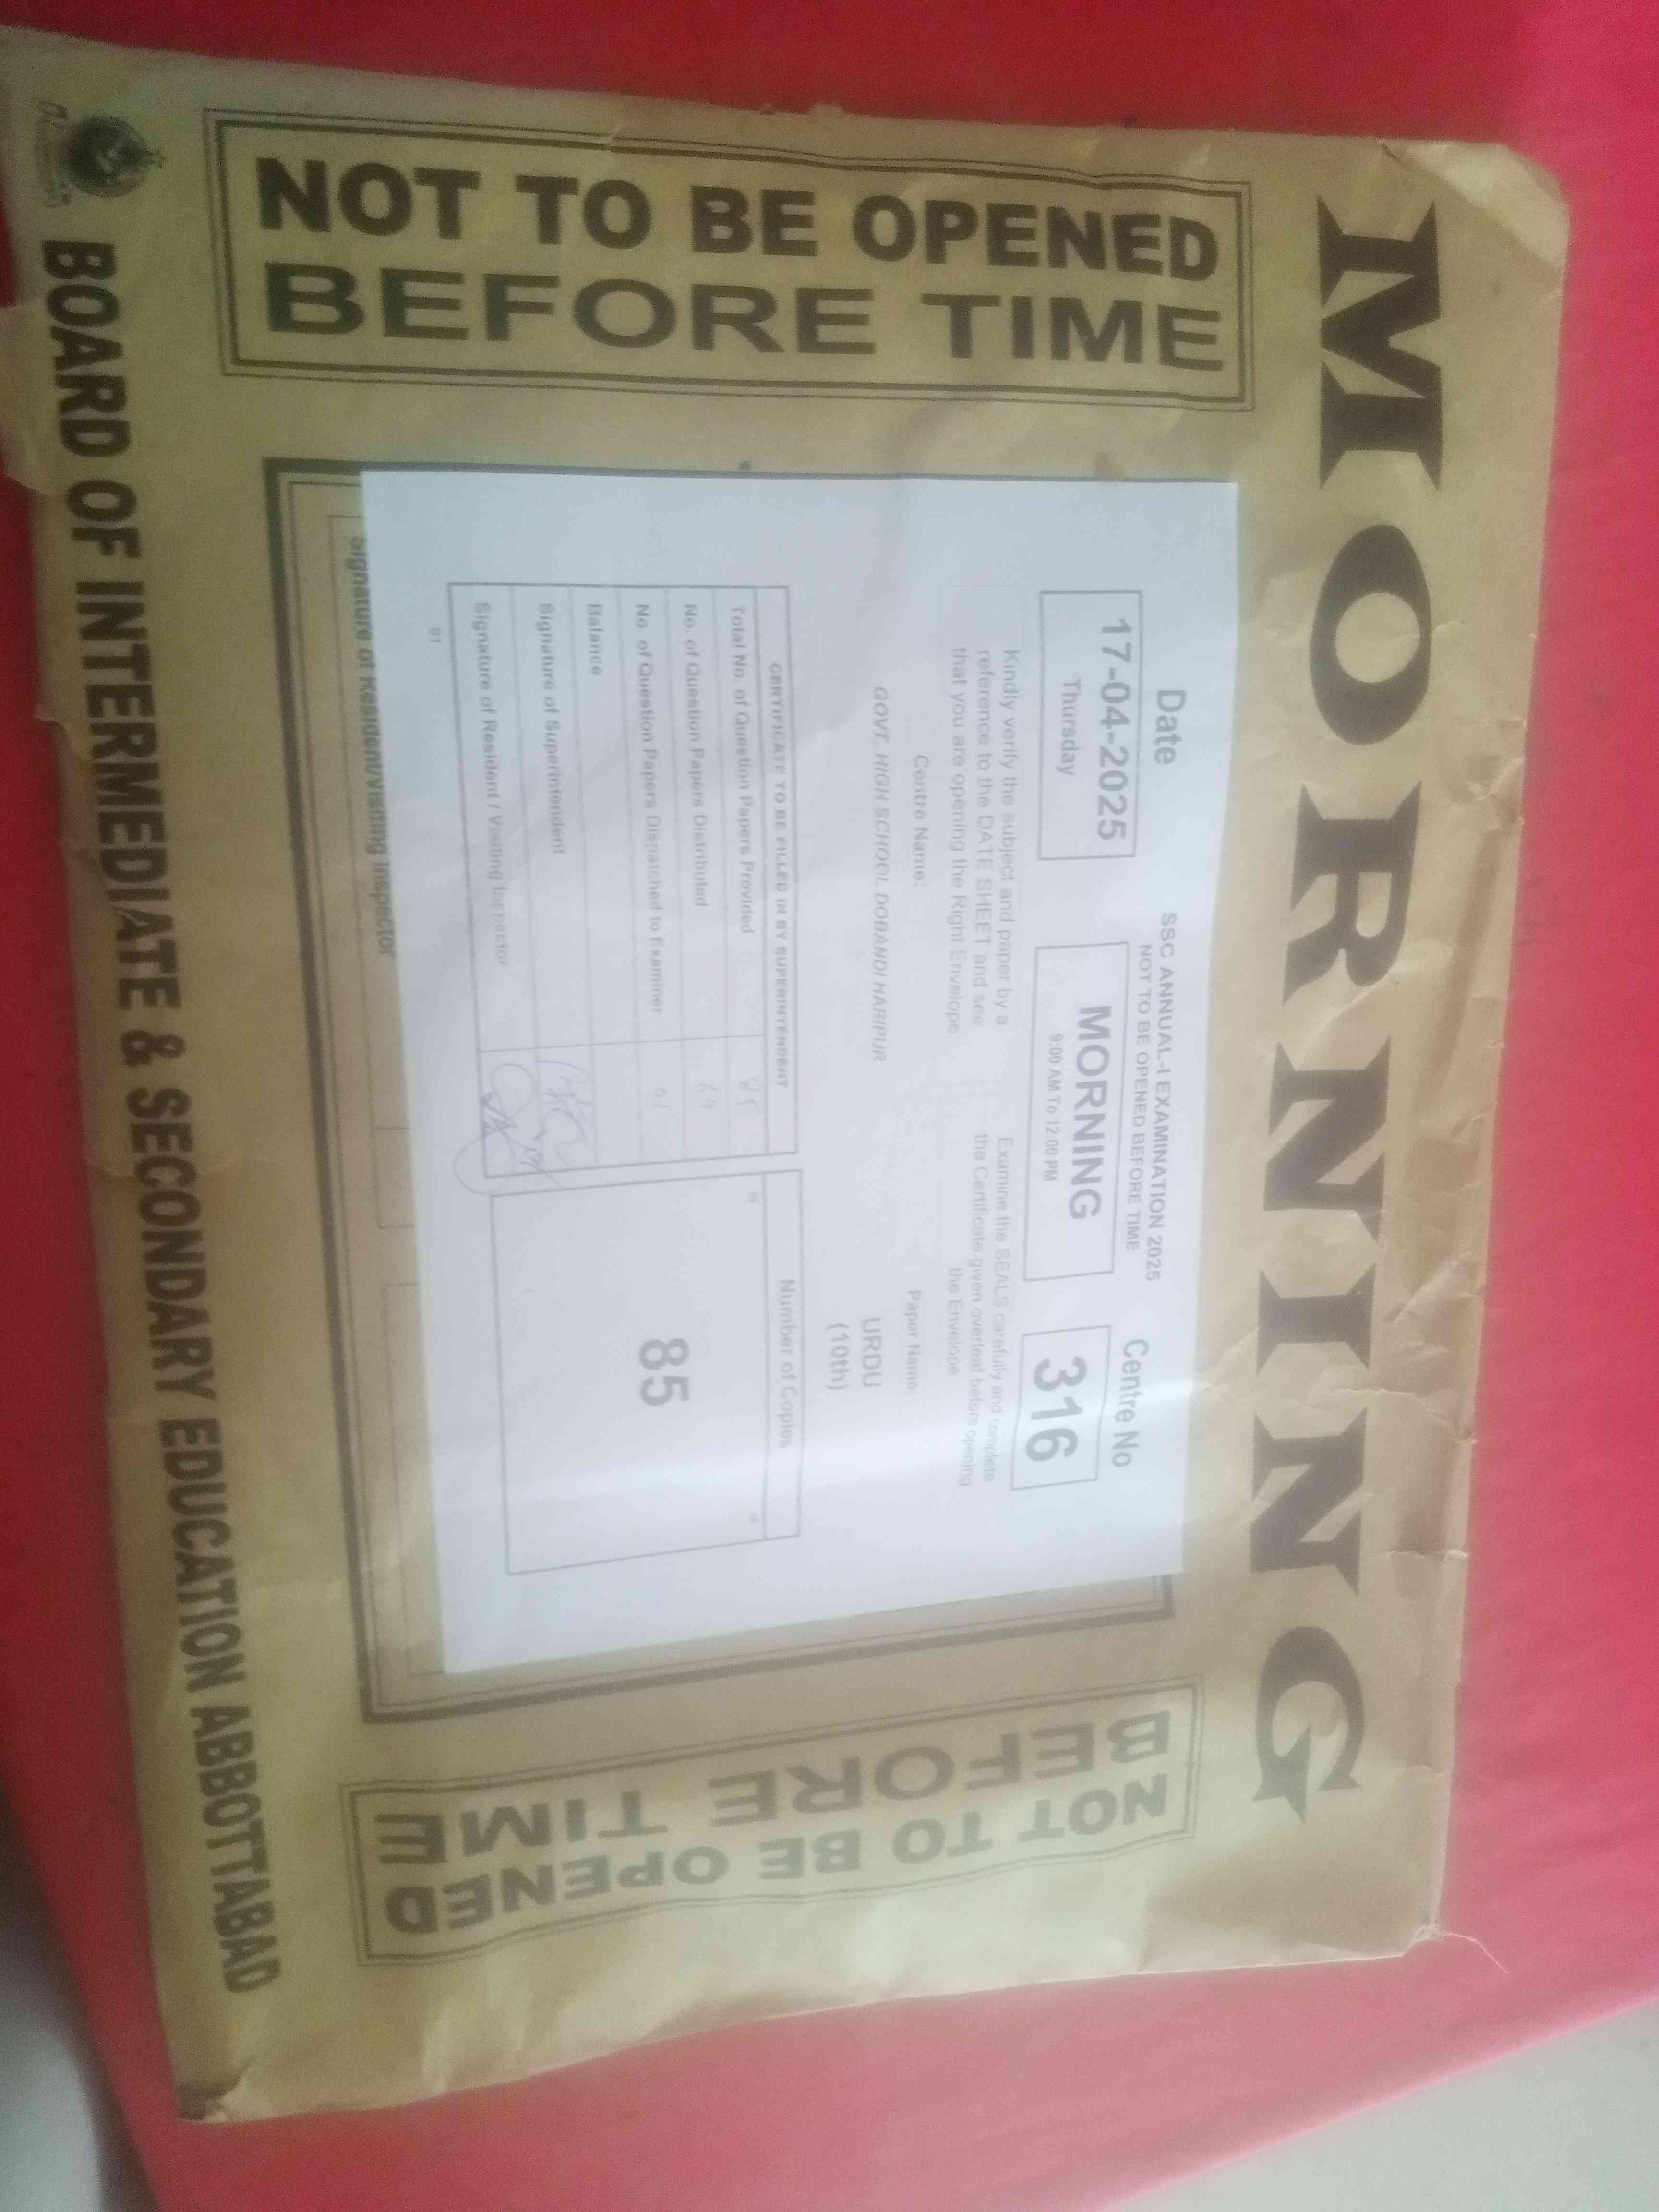 MORNING
NOT TO BE OPENED
BEFORE TIME
Date
17-04-2025
Thursday
SSC ANNUAL-I EXAMINATION 2025
NOT TO BE OPENED BEFORE TIME
MORNING
9:00 AM To 12:00 PM
Centre No
316
Kindly verify the subject and paper by a
reference to the DATE SHEET and see
that you are opening the Right Envelope
Examine the SEALS carefully and complete
the Certificate given overleaf before opening
the Envelope
Centre Name:
GOVT. HIGH SCHOOL DOBANDI HARIPUR
Paper Name:
URDU
(10th)
CERTIFICATE TO BE FILLED IN BY SUPERINTENDENT
Total No. of Question Papers Provided 85
No. of Question Papers Distributed 69
No. of Question Papers Dispatched to Examiner 01
Balance
Signature of Superintendent
Signature of Resident / Visiting Inspector
Number of Copies
85
91
Signature of Resident/Visiting Inspector
NOT TO BE OPENED
BEFORE TIME
BOARD OF INTERMEDIATE & SECONDARY EDUCATION ABBOTTABAD